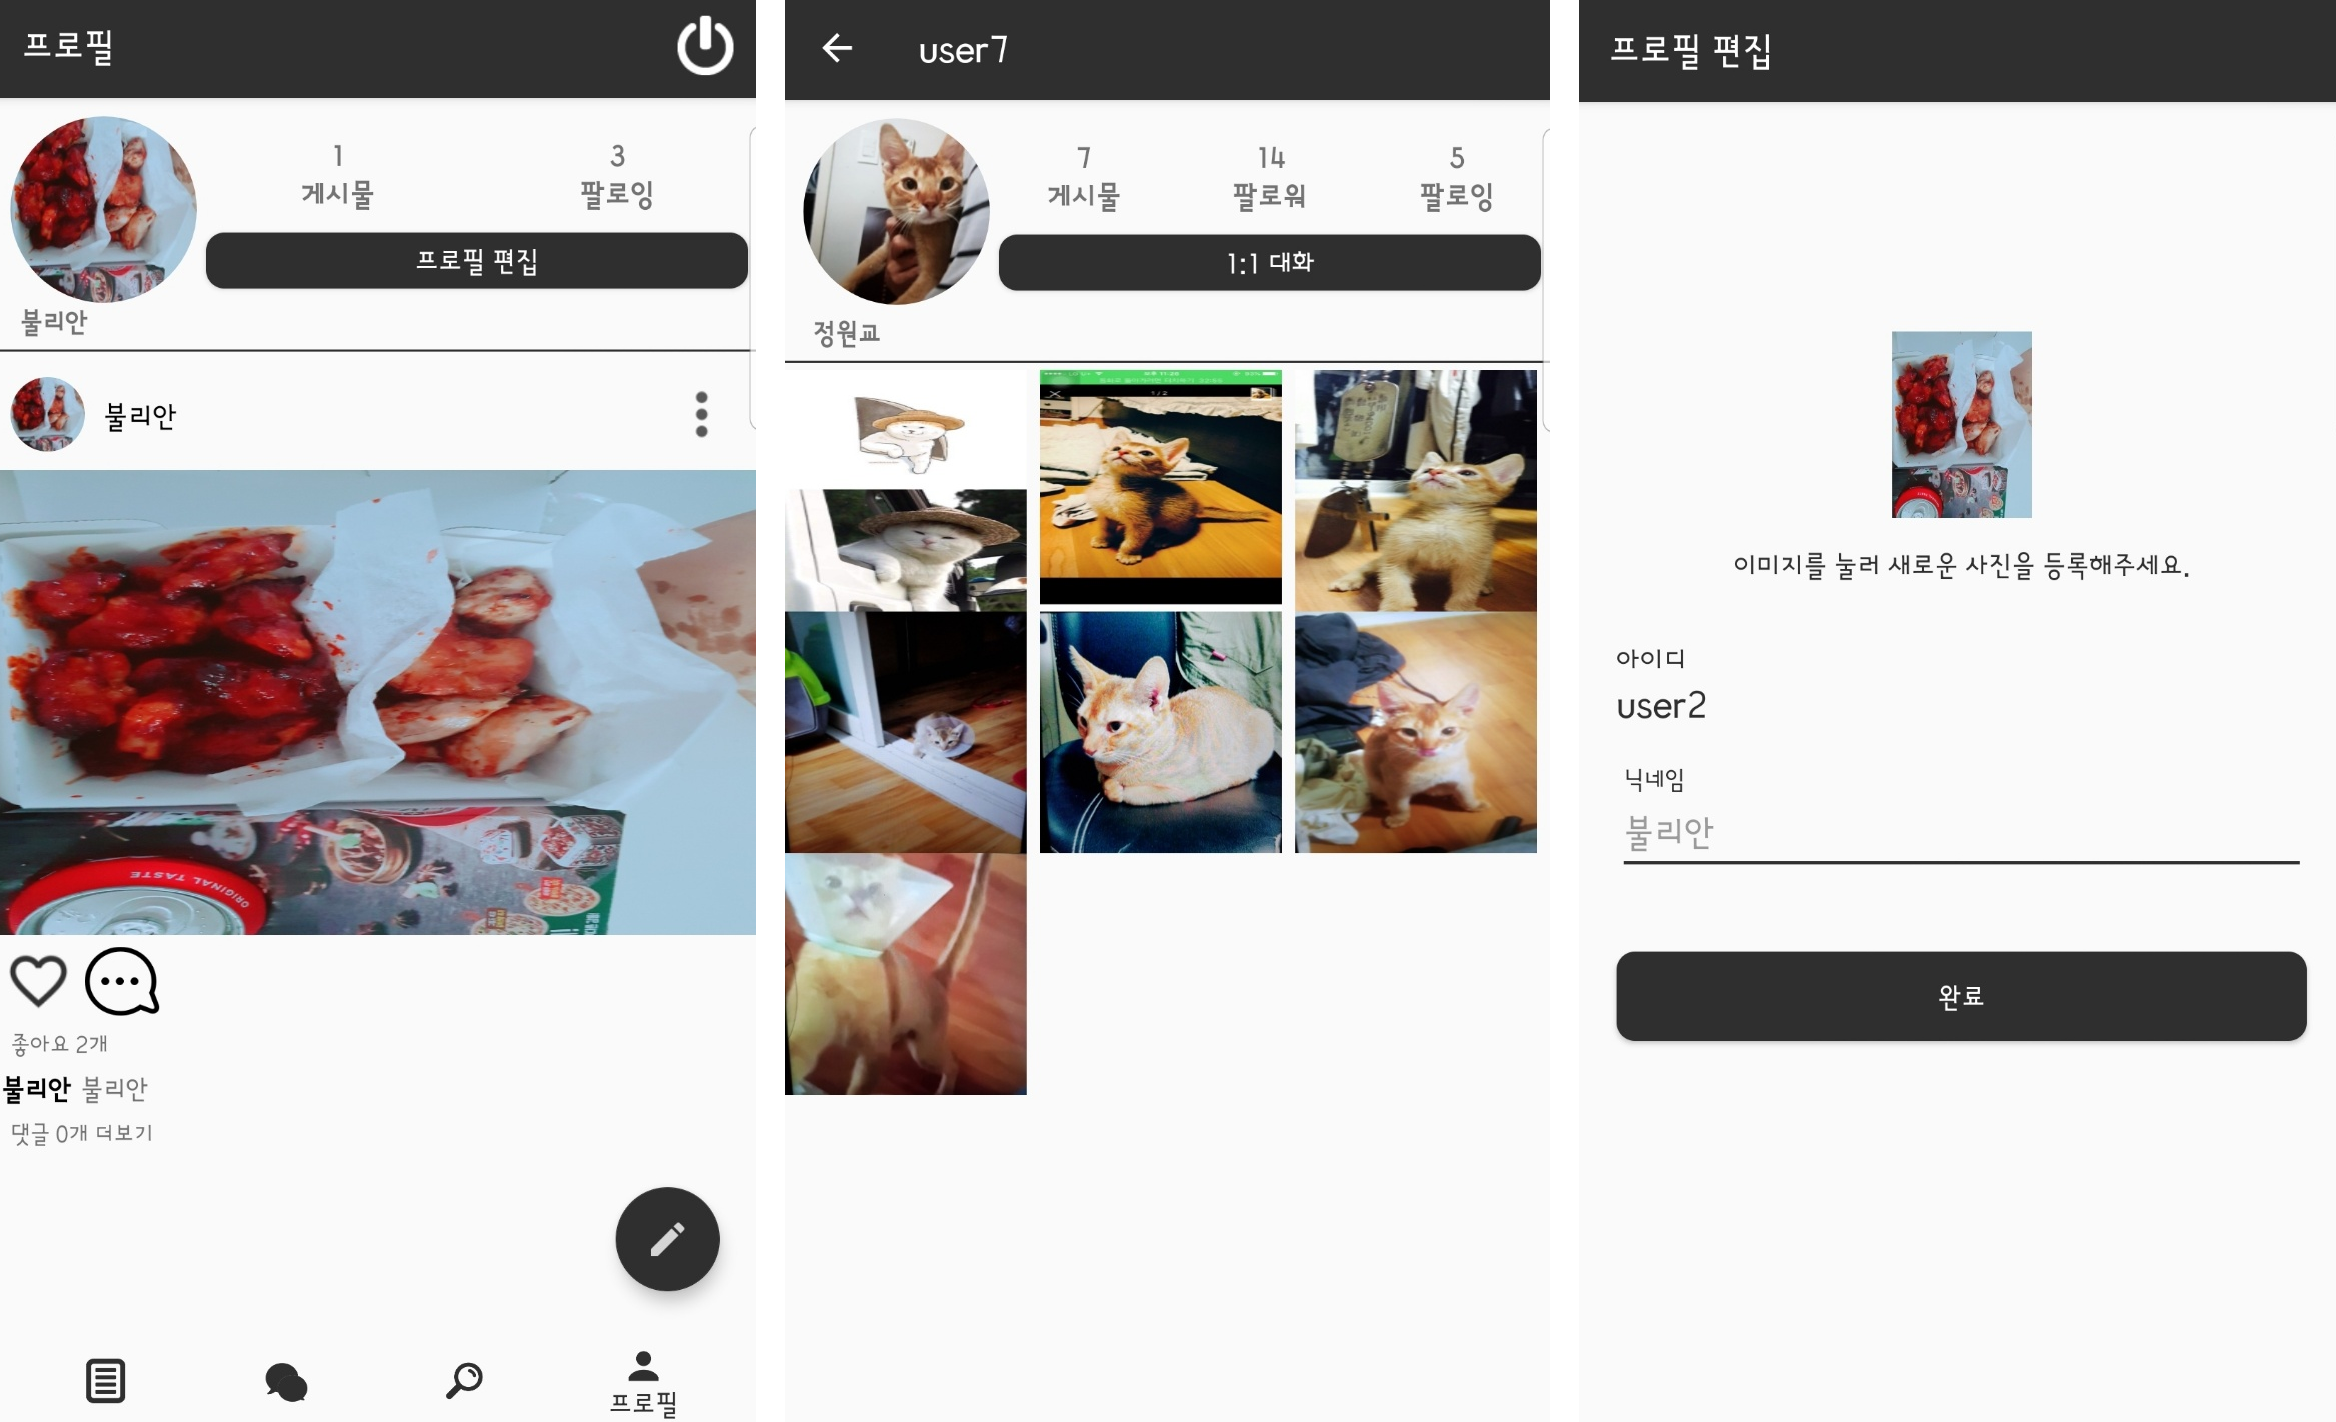 프로필
1
게시물
3
팔로잉
프로필 편집
불리안
불리안
ORIGINAL TASTE
좋아요 2개
불리안 불리안
댓글 0개 더보기
프로필
user7
7
게시물
14
팔로워
5
팔로잉
1:1 대화
정원교
1/2
프로필 편집
이미지를 눌러 새로운 사진을 등록해주세요.
아이디
user2
닉네임
불리안
완료